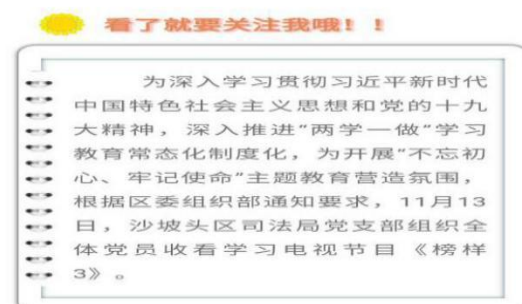 看了就要关注我哦！！
为深入学习贯彻习近平新时代
中国特色社会主义思想和党的十九
大精神，深入推进"两学一做"学习
教育常态化制度化，为开展"不忘初
心、牢记使命"主题教育营造氛围，
根据区委组织部通知要求，11月13
日，沙坡头区司法局党支部组织全
体党员收看学习电视节目《榜样
3》。